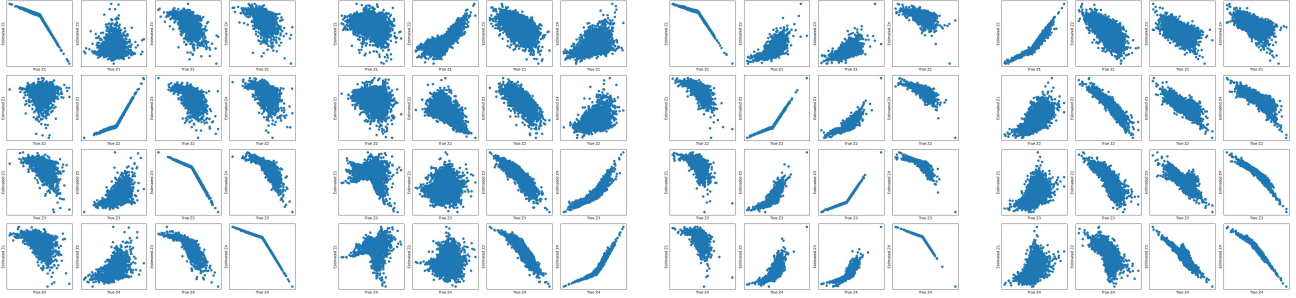 Estimated Z1
Estimated Z2
Estimated Z3
Estimated Z4
True Z1
True Z1
True Z1
True Z1
Estimated Z1
Estimated Z2
Estimated Z3
Estimated Z4
True Z2
True Z2
True Z2
True Z2
Estimated Z1
Estimated Z2
Estimated Z3
Estimated Z4
True Z3
True Z3
True Z3
True Z3
Estimated Z1
Estimated Z2
Estimated Z3
Estimated Z4
True Z4
True Z4
True Z4
True Z4
Estimated Z1
Estimated Z2
Estimated Z3
Estimated Z4
True Z1
True Z1
True Z1
True Z1
Estimated Z1
Estimated Z2
Estimated Z3
Estimated Z4
True Z2
True Z2
True Z2
True Z2
Estimated Z1
Estimated Z2
Estimated Z3
Estimated Z4
True Z3
True Z3
True Z3
True Z3
Estimated Z1
Estimated Z2
Estimated Z3
Estimated Z4
True Z4
True Z4
True Z4
True Z4
Estimated Z1
Estimated Z2
Estimated Z3
Estimated Z4
True Z1
True Z1
True Z1
True Z1
Estimated Z1
Estimated Z2
Estimated Z3
Estimated Z4
True Z2
True Z2
True Z2
True Z2
Estimated Z1
Estimated Z2
Estimated Z3
Estimated Z4
True Z3
True Z3
True Z3
True Z3
Estimated Z1
Estimated Z2
Estimated Z3
Estimated Z4
True Z4
True Z4
True Z4
True Z4
Estimated Z1
Estimated Z2
Estimated Z3
Estimated Z4
True Z1
True Z1
True Z1
True Z1
Estimated Z1
Estimated Z2
Estimated Z3
Estimated Z4
True Z2
True Z2
True Z2
True Z2
Estimated Z1
Estimated Z2
Estimated Z3
Estimated Z4
True Z3
True Z3
True Z3
True Z3
Estimated Z1
Estimated Z2
Estimated Z3
Estimated Z4
True Z4
True Z4
True Z4
True Z4